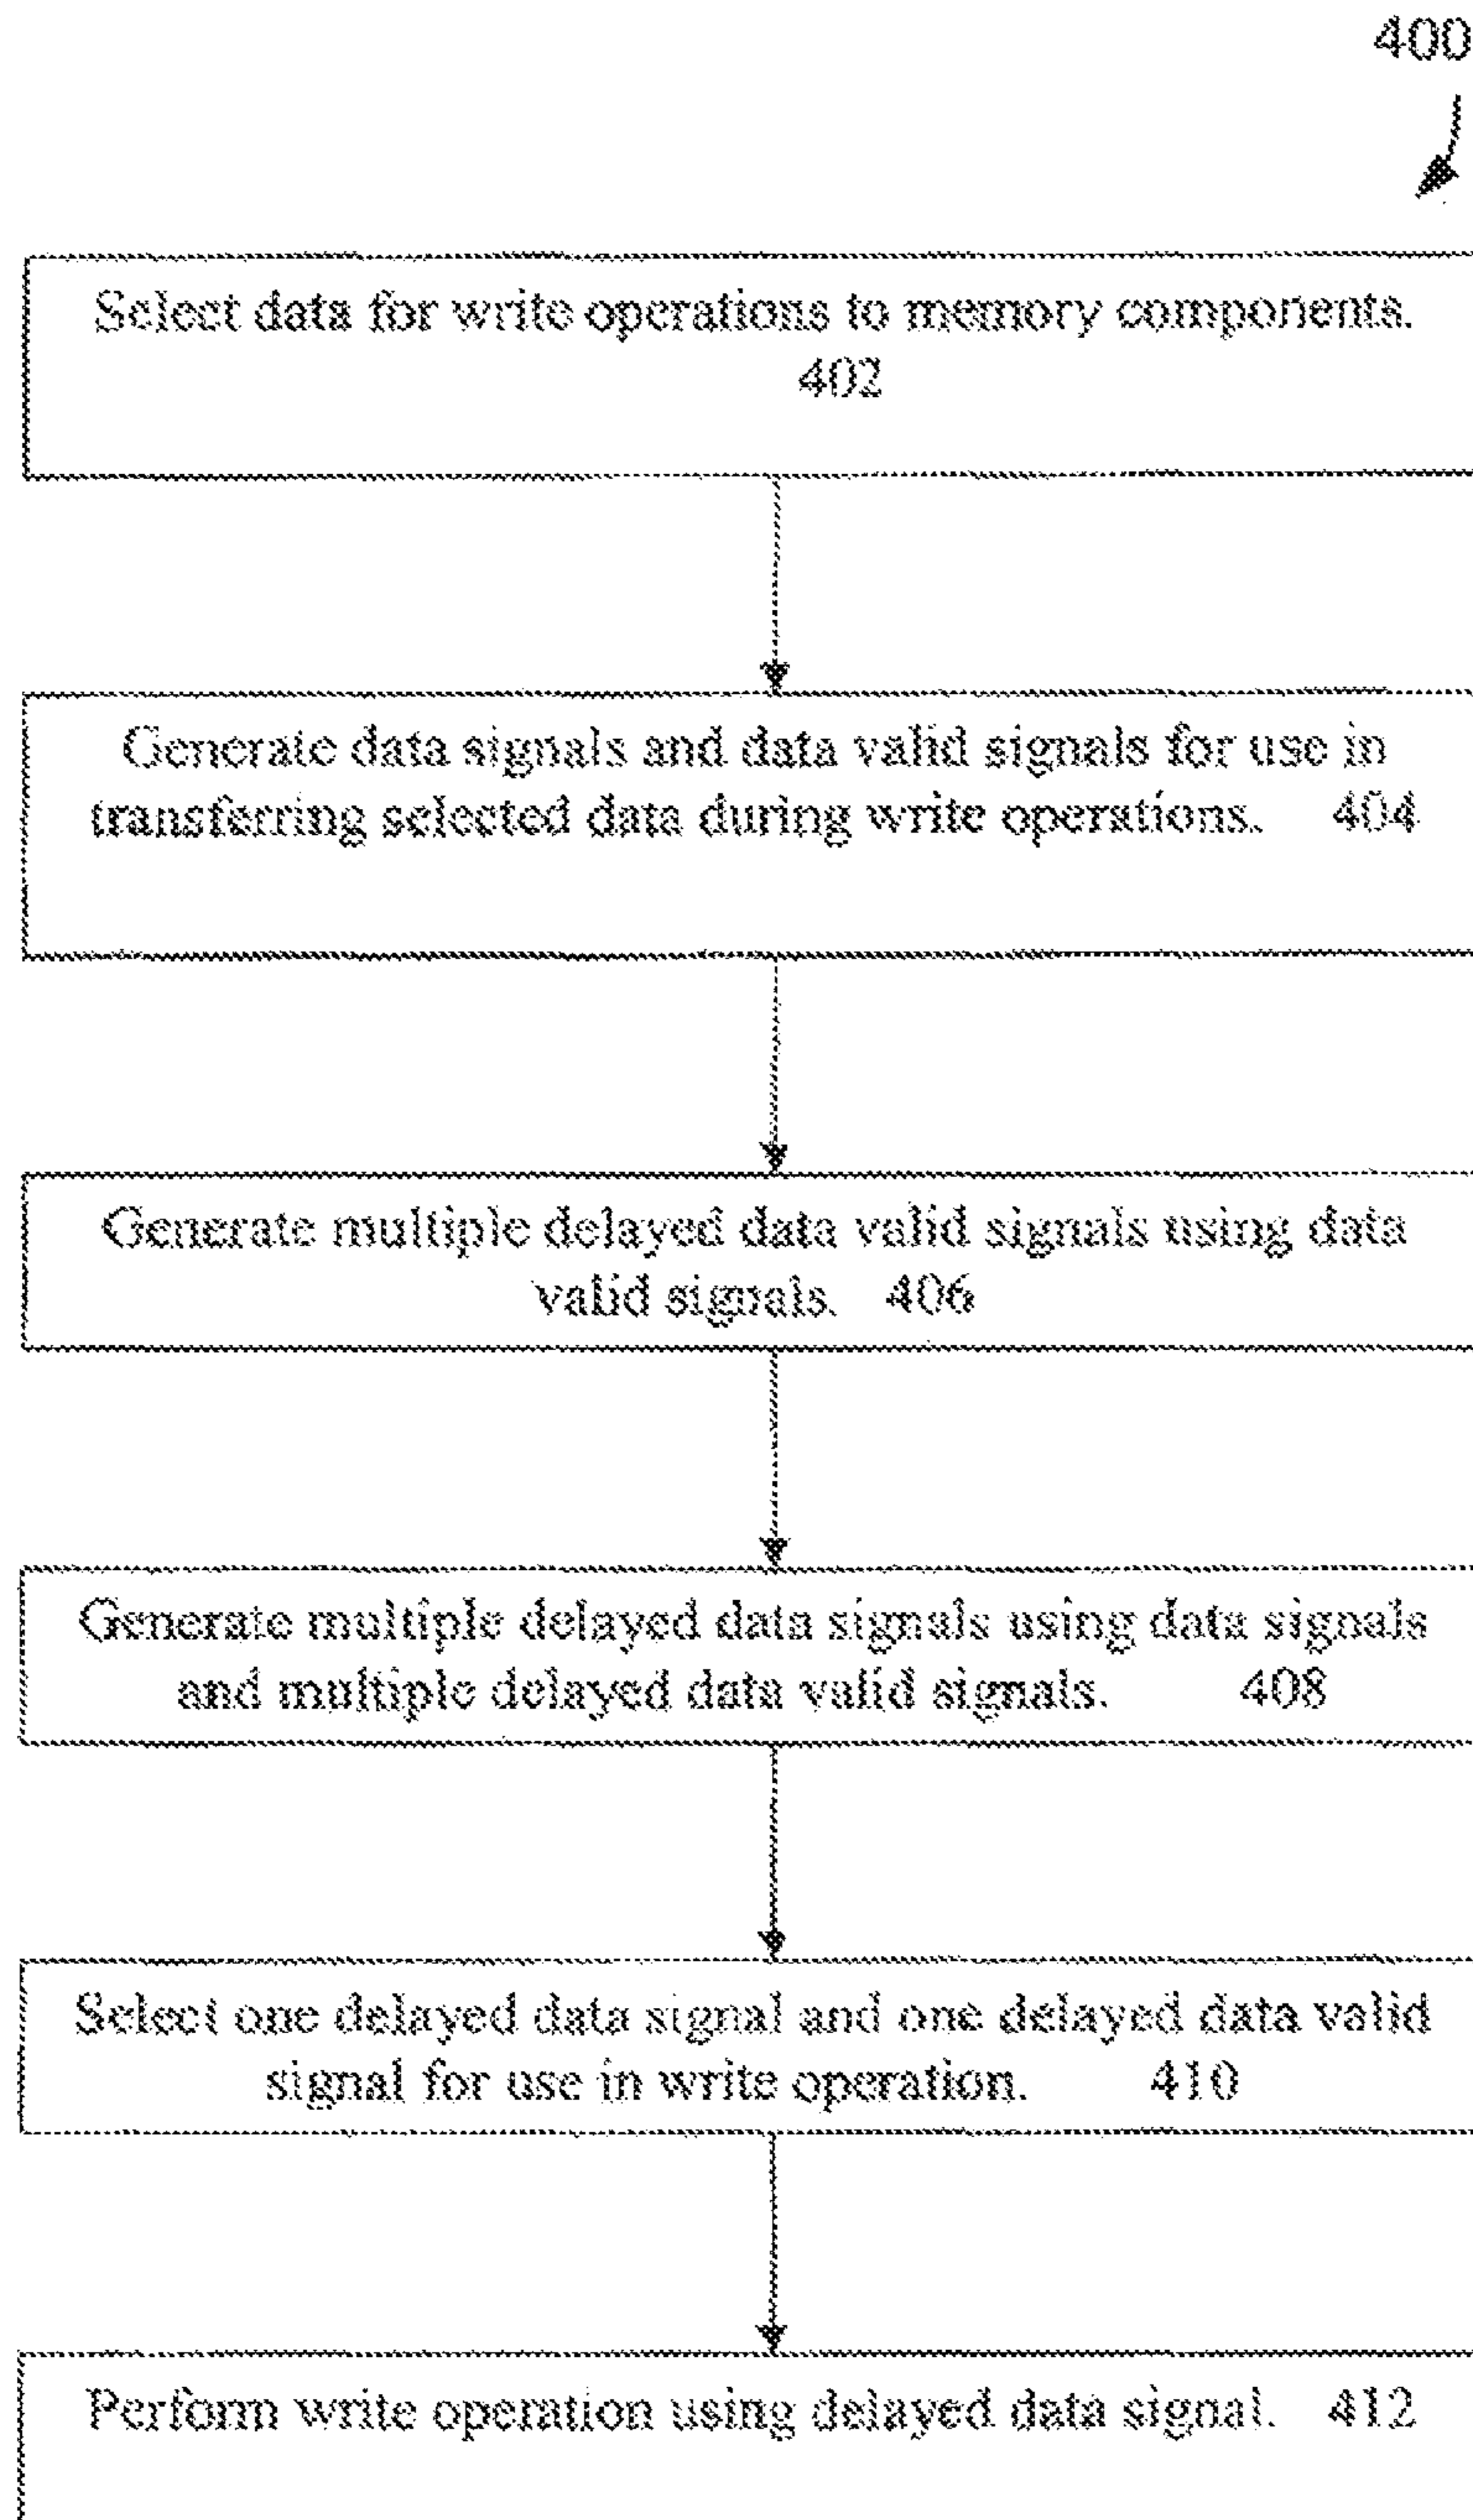 400
Select data for write operations to memory components.
402
Generate data signals and data valid signals for use in
transferring selected data during write operations. 404
Generate multiple delayed data valid signals using data
valid signals. 406
Generate multiple delayed data signals using data signals
and multiple delayed data valid signals. 408
Select one delayed data signal and one delayed data valid
signal for use in write operation. 410
Perform write operation using delayed data signal. 412